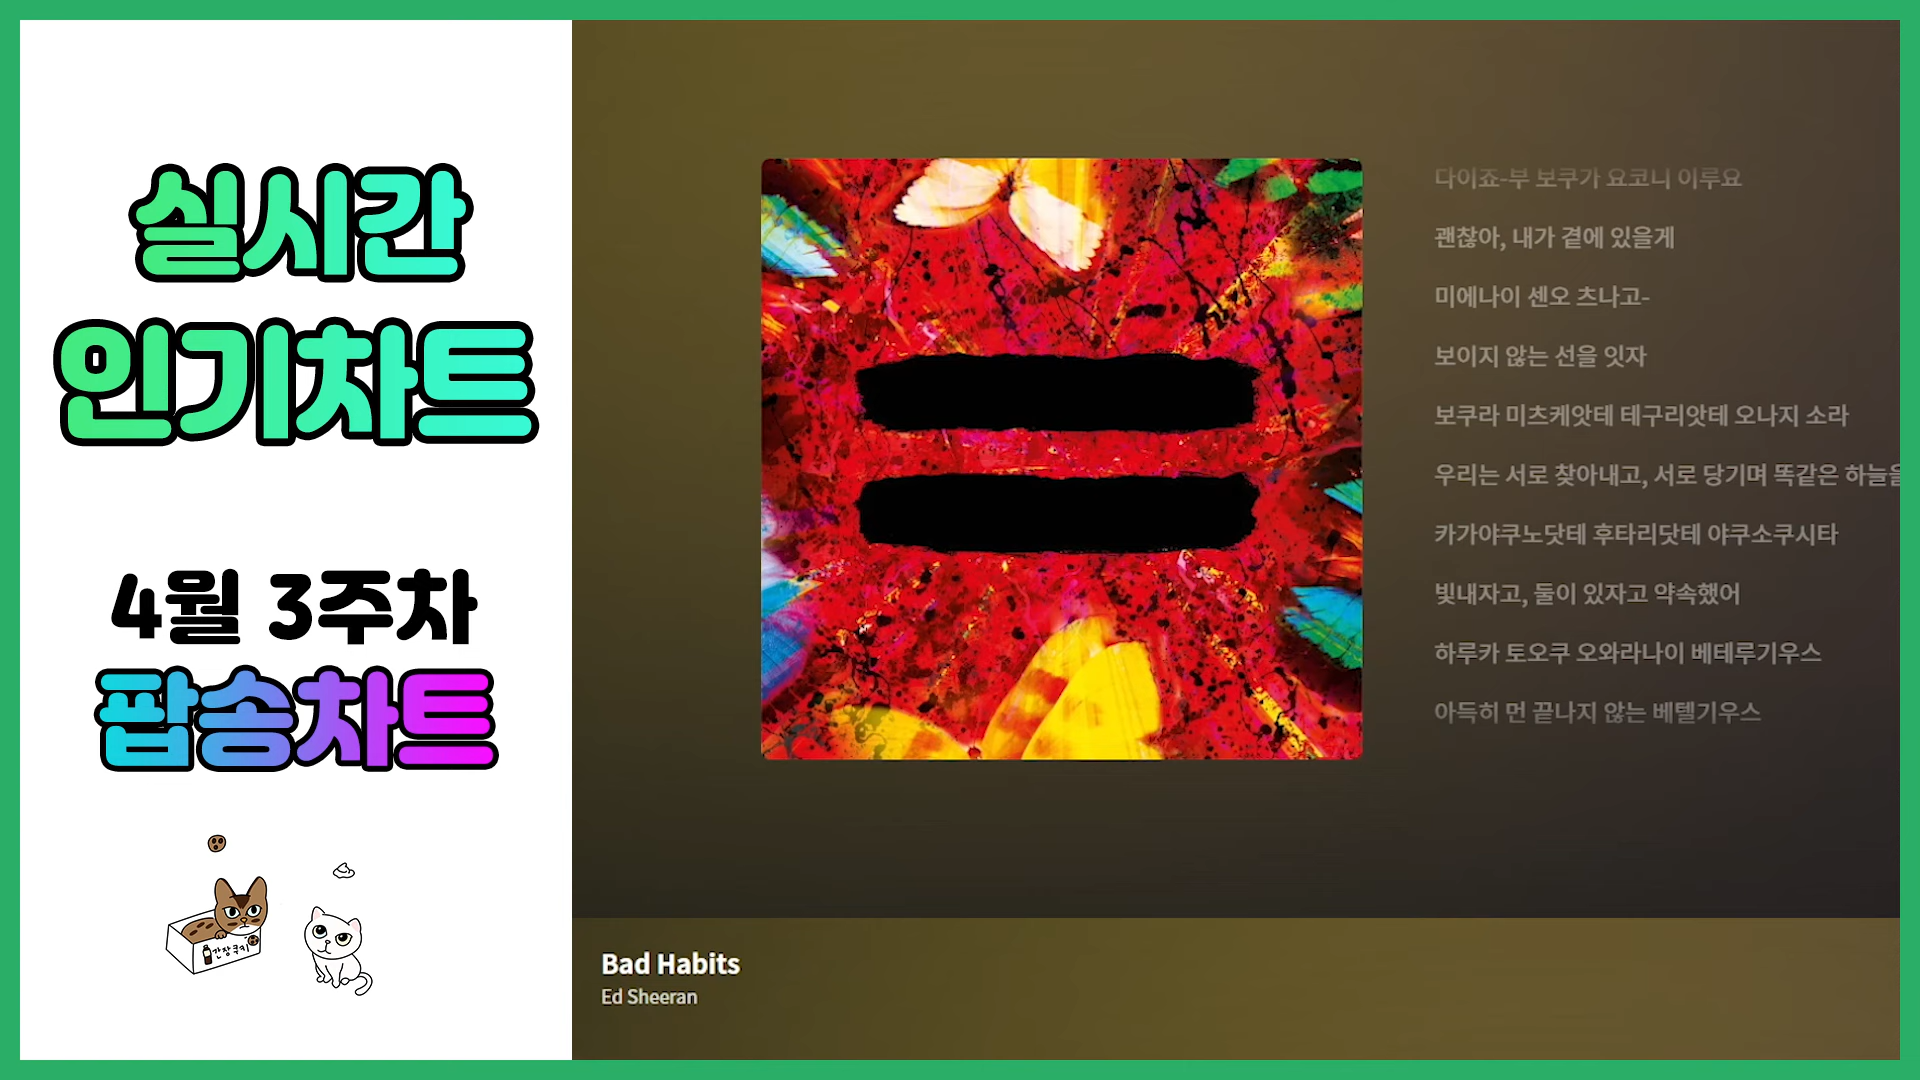 실시간
인기차트
4월 3주차
팝송차트
간장쿠키
다이죠-부 보쿠가 요코니 이루요
괜찮아, 내가 곁에 있을게
미에나이 센오 츠나고-
보이지 않는 선을 잇자
보쿠라 미츠케앗테 테구리앗테 오나지 소라
우리는 서로 찾아내고, 서로 당기며 똑같은 하늘을
카가야쿠노닷테 후타리닷테 야쿠소쿠시타
빛내자고, 둘이 있자고 약속했어
하루카 토오쿠 오와라나이 베테루기우스
아득히 먼 끝나지 않는 베텔기우스
Bad Habits
Ed Sheeran